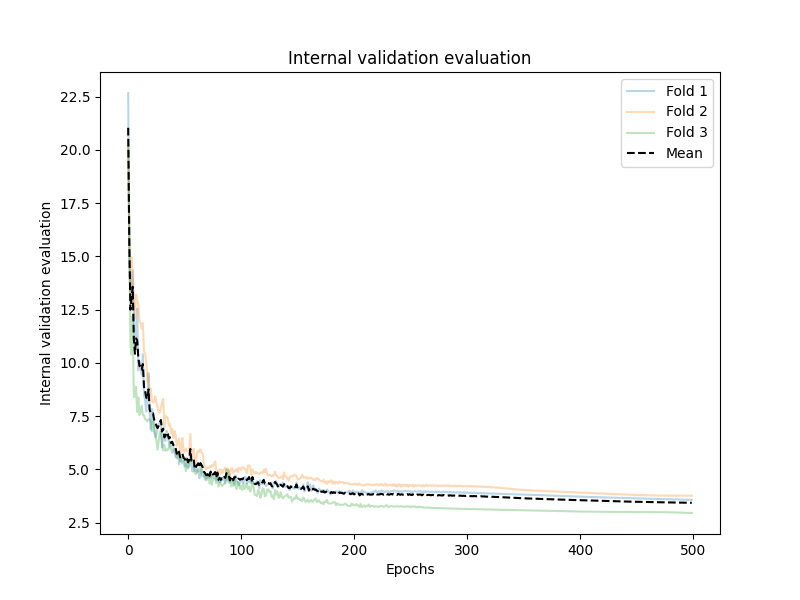 Internal validation evaluation
Fold 1
Fold 2
Fold 3
Mean
Internal validation evaluation
22.5
20.0
17.5
15.0
12.5
10.0
7.5
5.0
2.5
0 100 200 300 400 500
Epochs